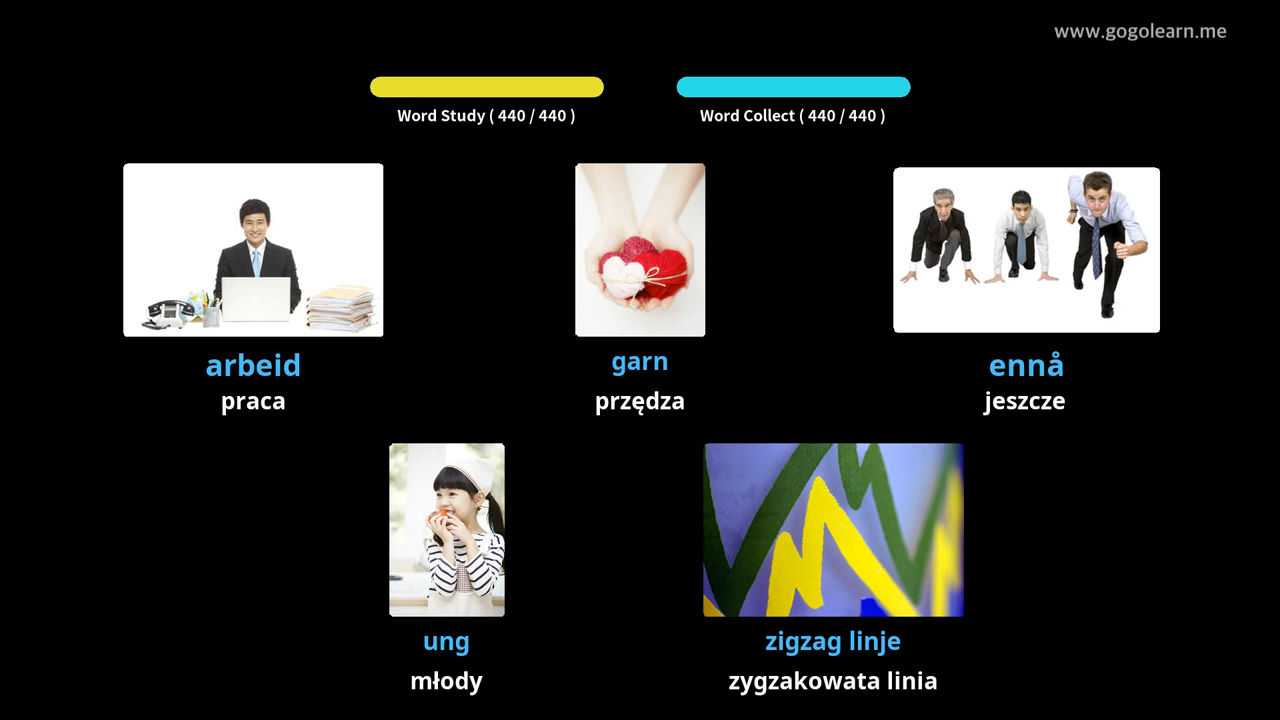 www.gogolearn.me
Word Study ( 440 / 440 )
Word Collect ( 440 / 440 )
arbeid
praca
garn
przędza
ennå
jeszcze
ung
młody
zigzag linje
zygzakowata linia